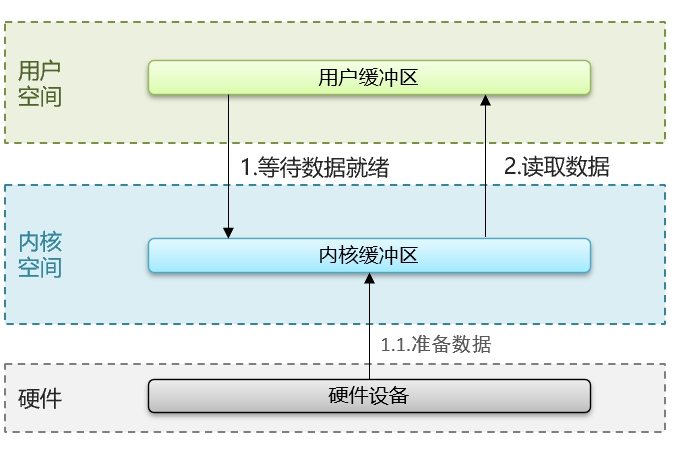 用户
空间
用户缓冲区
1.等待数据就绪
2.读取数据
内核
空间
内核缓冲区
1.1.准备数据
硬件
硬件设备